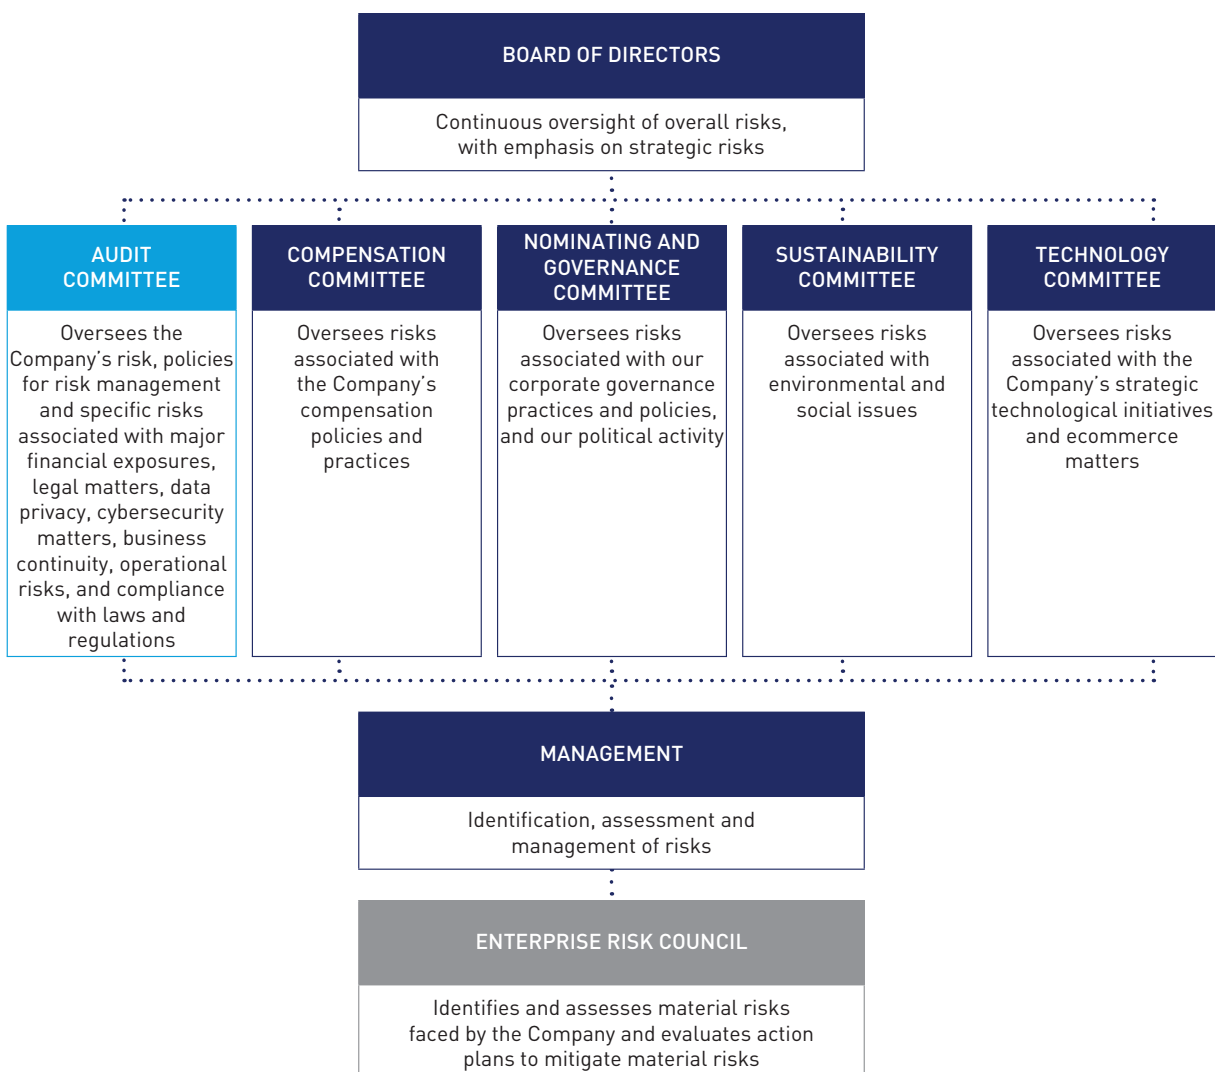 BOARD OF DIRECTORS
Continuous oversight of overall risks,
with emphasis on strategic risks
AUDIT
COMMITTEE
Oversees the
Company’s risk, policies
for risk management
and specific risks
associated with major
financial exposures,
legal matters, data
privacy, cybersecurity
matters, business
continuity, operational
risks, and compliance
with laws and
regulations
COMPENSATION
COMMITTEE
Oversees risks
associated with
the Company’s
compensation
policies and
practices
NOMINATING AND
GOVERNANCE
COMMITTEE
Oversees risks
associated with our
corporate governance
practices and policies,
and our political activity
SUSTAINABILITY
COMMITTEE
Oversees risks
associated with
environmental and
social issues
TECHNOLOGY
COMMITTEE
Oversees risks
associated with the
Company’s strategic
technological initiatives
and ecommerce
matters
MANAGEMENT
Identification, assessment and
management of risks
ENTERPRISE RISK COUNCIL
Identifies and assesses material risks
faced by the Company and evaluates action
plans to mitigate material risks